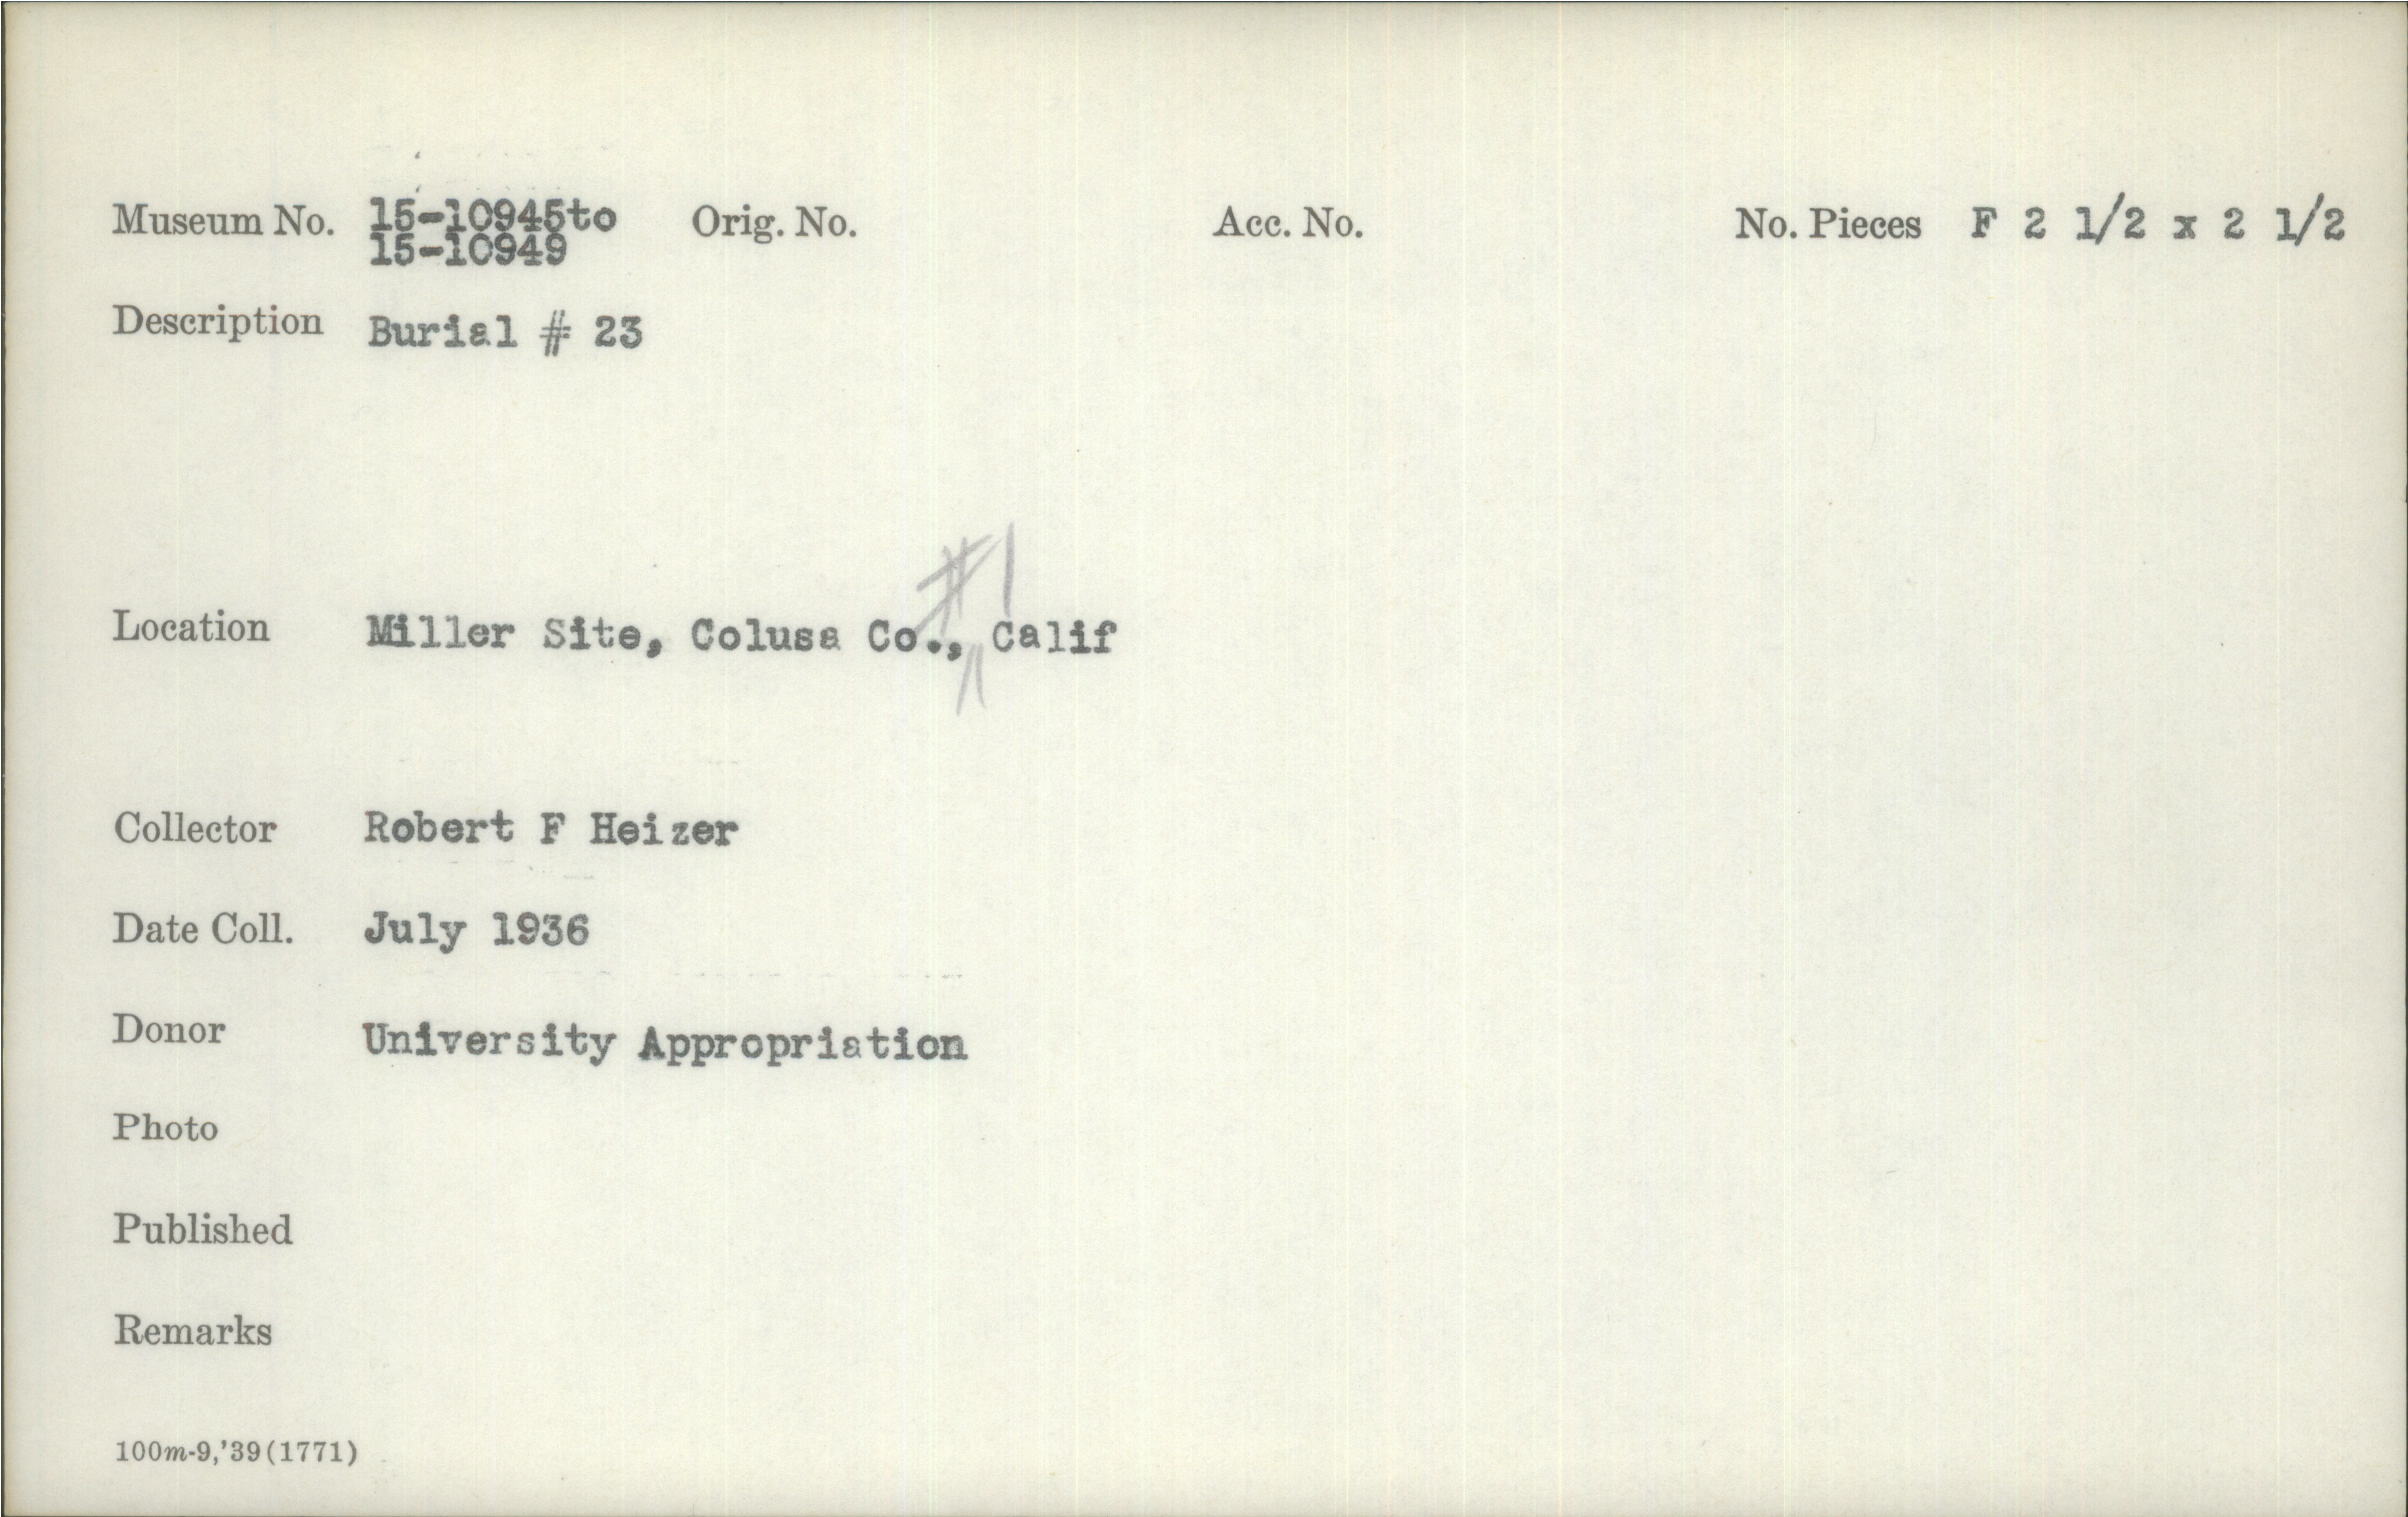 Museum No. 15-10945to Orig. No. Acc. No. No. Pieces F 2 1/2 x 2 1/2
15-10949
Description Burial # 23
#1
Location Miller Site, Colusa Co., Calif
Collector Robert F Heizer
Date Coll. July 1936
Donor University Appropriation
Photo
Published
Remarks
100m-9,'39(1771)